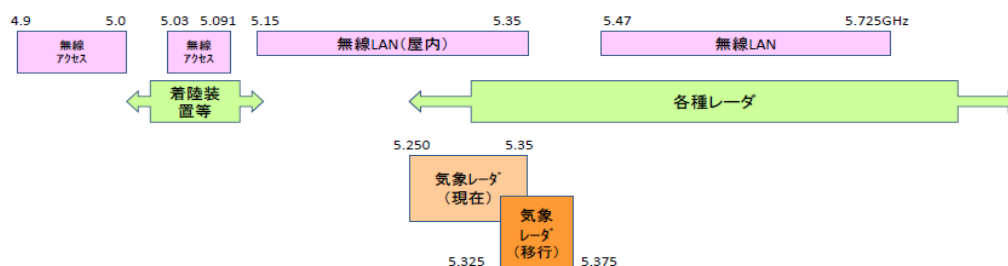 4.9 5.0 5.03 5.091 5.15 5.35 5.47 5.725GHz
無線
ｱｸｾｽ
無線
ｱｸｾｽ
無線LAN(屋内)
無線LAN
着陸装
置等
各種レーダ
5.250 5.35
気象ﾚｰﾀﾞ
(現在)
気象
ﾚｰﾀﾞ
(移行)
5.325 5.375